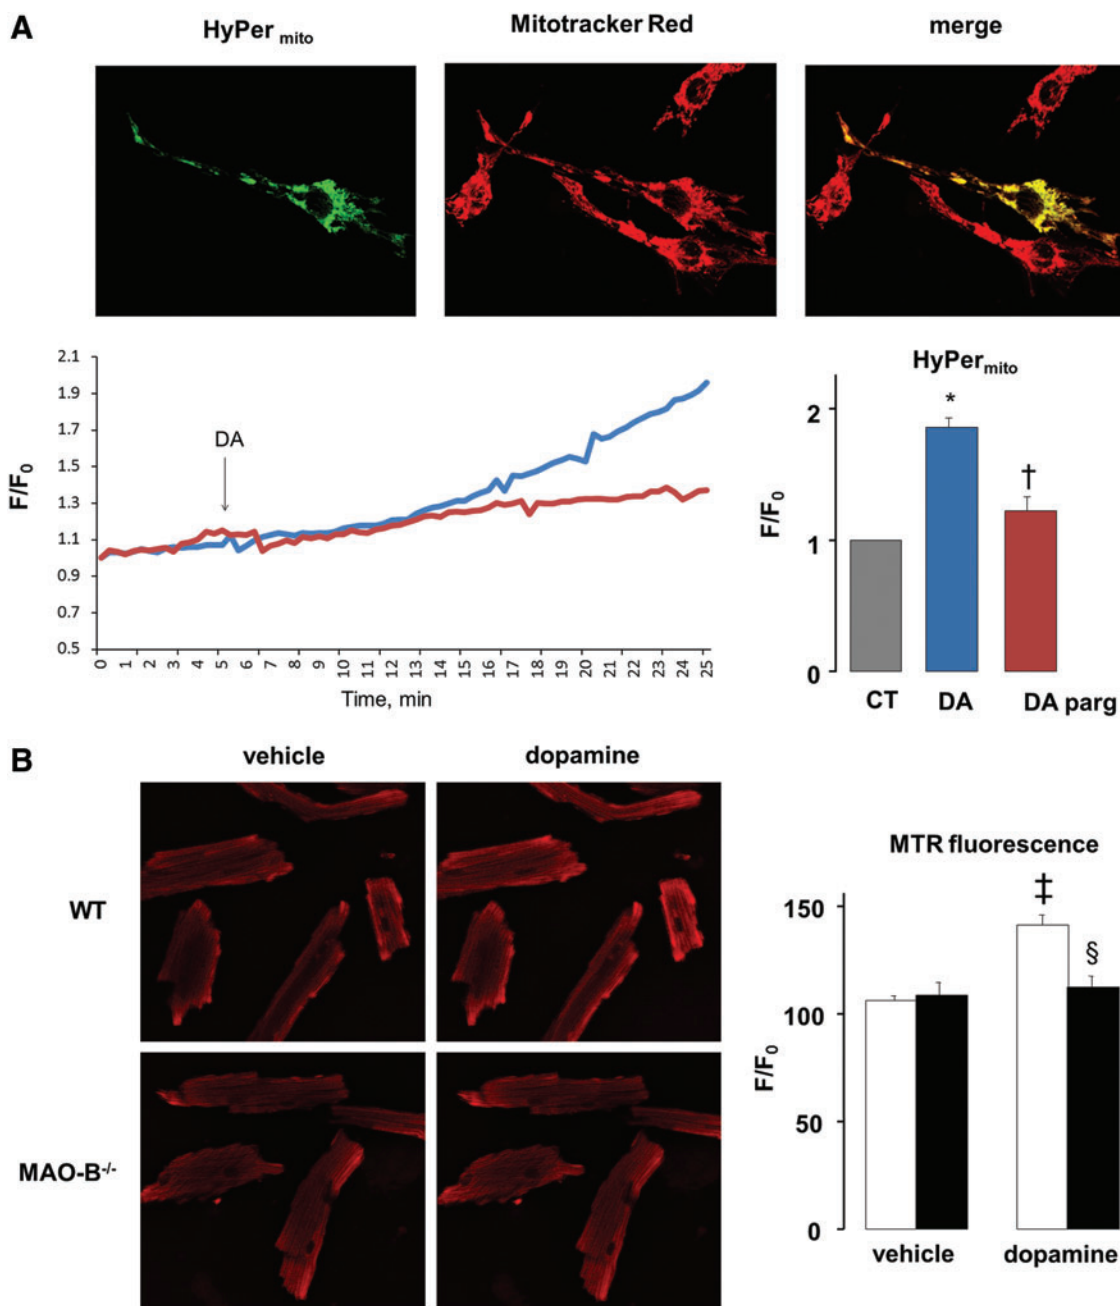 A
HyPer mito
Mitotracker Red
merge
2.1
1.9
1.7
1.5
1.3
1.1
0.9
0.7
0.5
F/F0
DA
0 1 2 3 4 5 6 7 8 9 10 11 12 13 14 15 16 17 18 19 20 21 22 23 24 25
Time, min
HyPermito
2
1
0
F/F0
*
†
CT DA DA parg
B
vehicle
dopamine
WT
MAO-B-/-
MTR fluorescence
150
100
50
0
F/F0
‡
§
vehicle dopamine